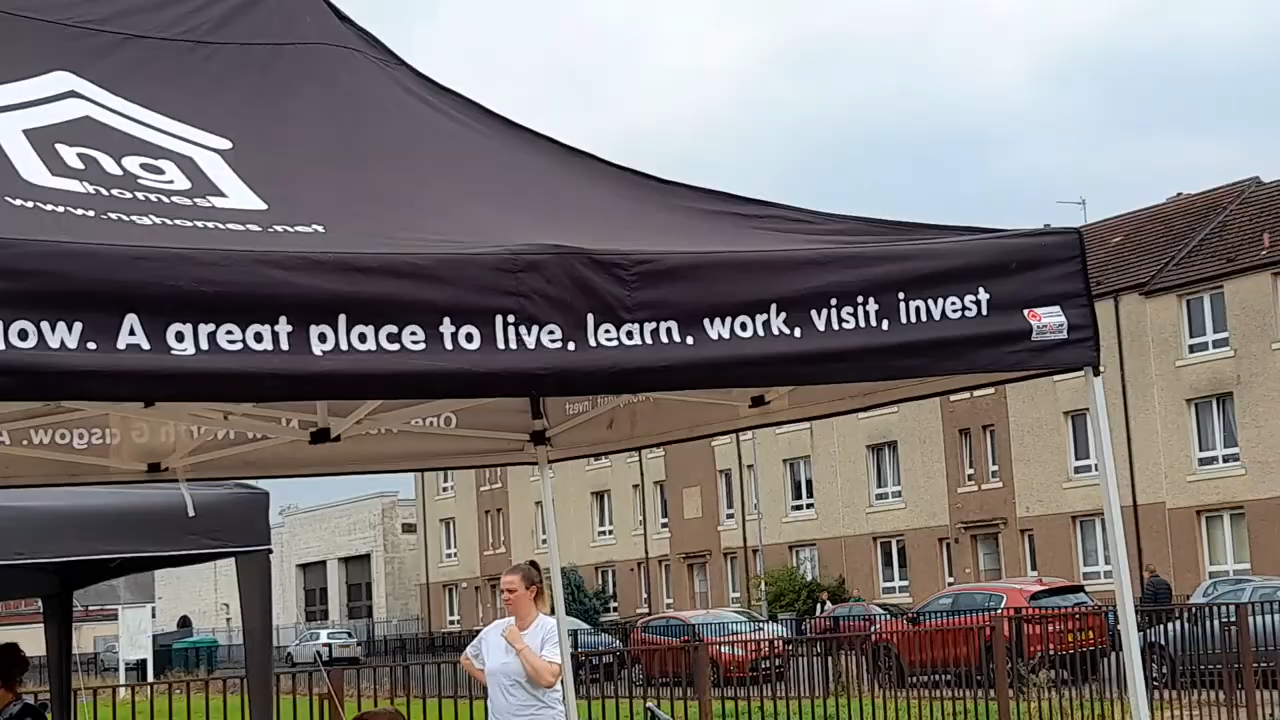 ng
homes
www.nghomes.net
ow. A great place to live, learn, work, visit, invest